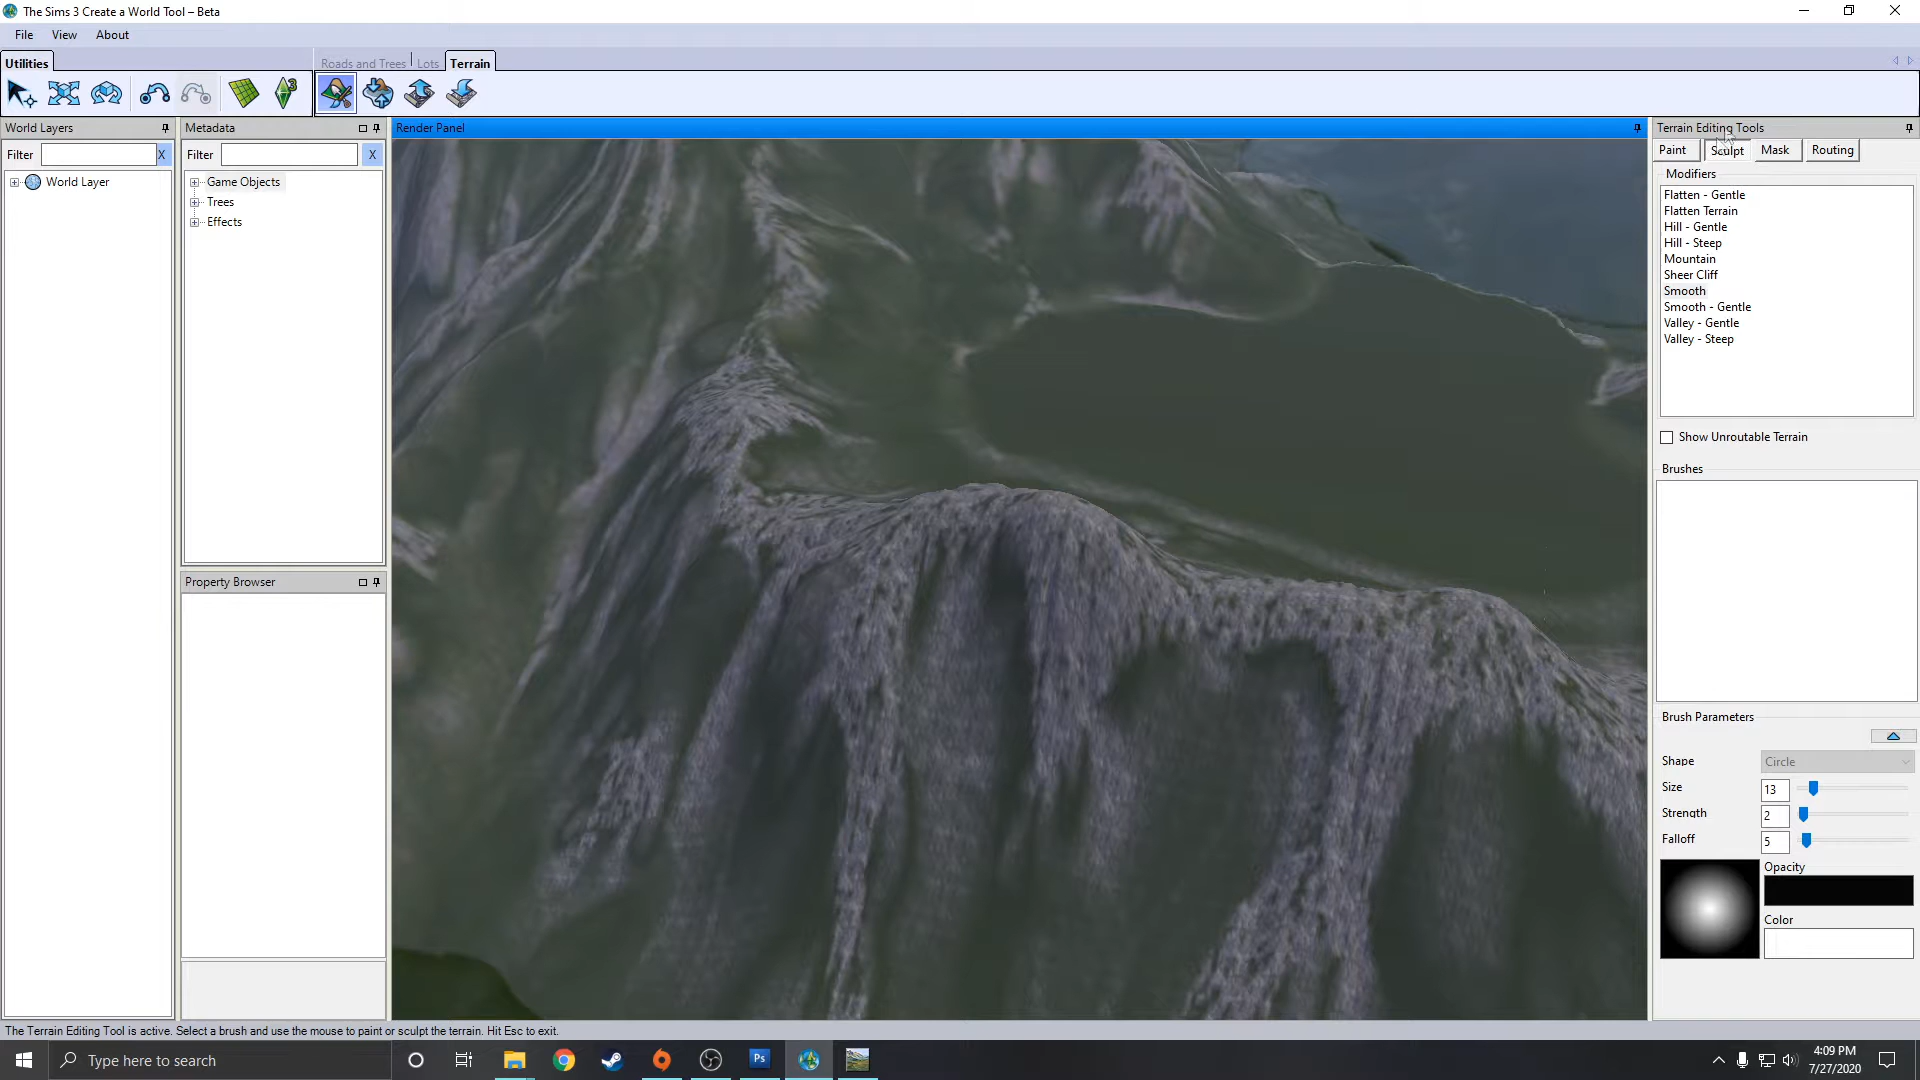 The Sims 3 Create a World Tool – Beta
File View About
Utilities
Roads and Trees Lots Terrain
World Layers
Filter X
World Layer
Metadata
Filter X
Game Objects
Trees
Effects
Property Browser
Render Panel
Terrain Editing Tools
Paint Sculpt Mask Routing
Modifiers
Flatten - Gentle
Flatten Terrain
Hill - Gentle
Hill - Steep
Mountain
Sheer Cliff
Smooth
Smooth - Gentle
Valley - Gentle
Valley - Steep
Show Unroutable Terrain
Brushes
Brush Parameters
Shape Circle
Size 13
Strength 2
Falloff 5
Opacity
Color
The Terrain Editing Tool is active. Select a brush and use the mouse to paint or sculpt the terrain. Hit Esc to exit.
Type here to search
Ps
4:09 PM
7/27/2020